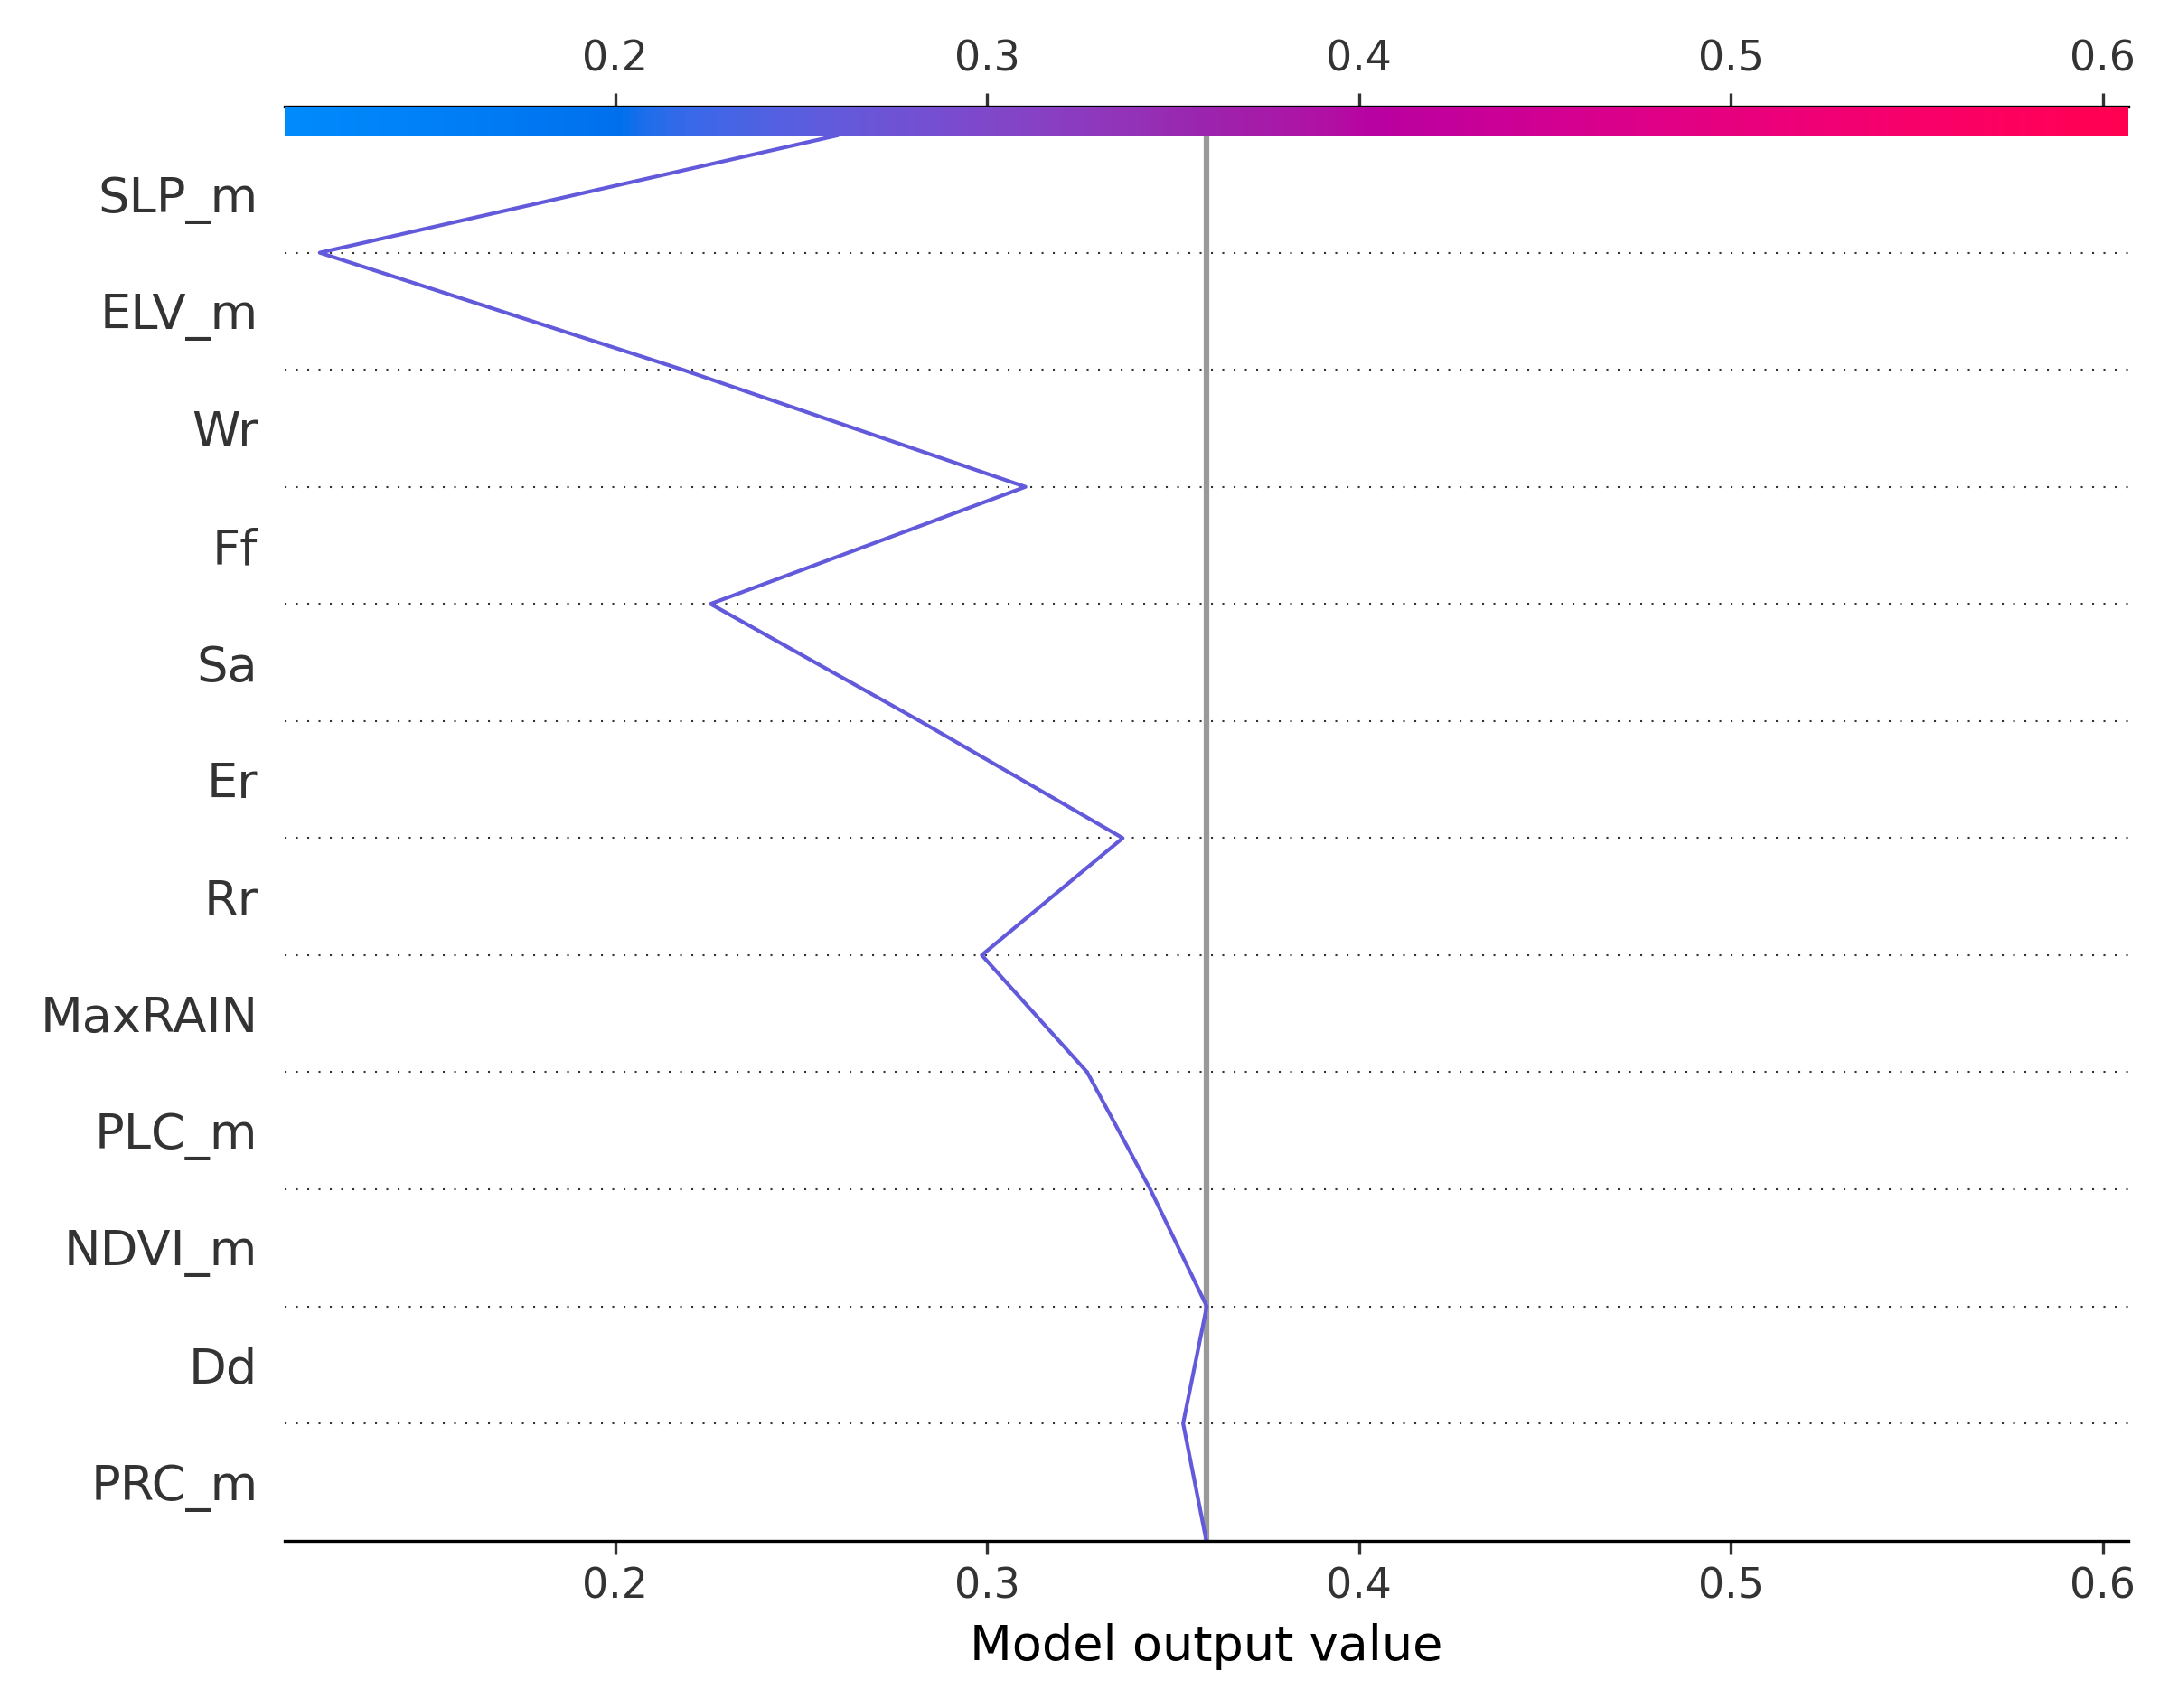 0.2 0.3 0.4 0.5 0.6
SLP_m
ELV_m
Wr
Ff
Sa
Er
Rr
MaxRAIN
PLC_m
NDVI_m
Dd
PRC_m
0.2 0.3 0.4 0.5 0.6
Model output value